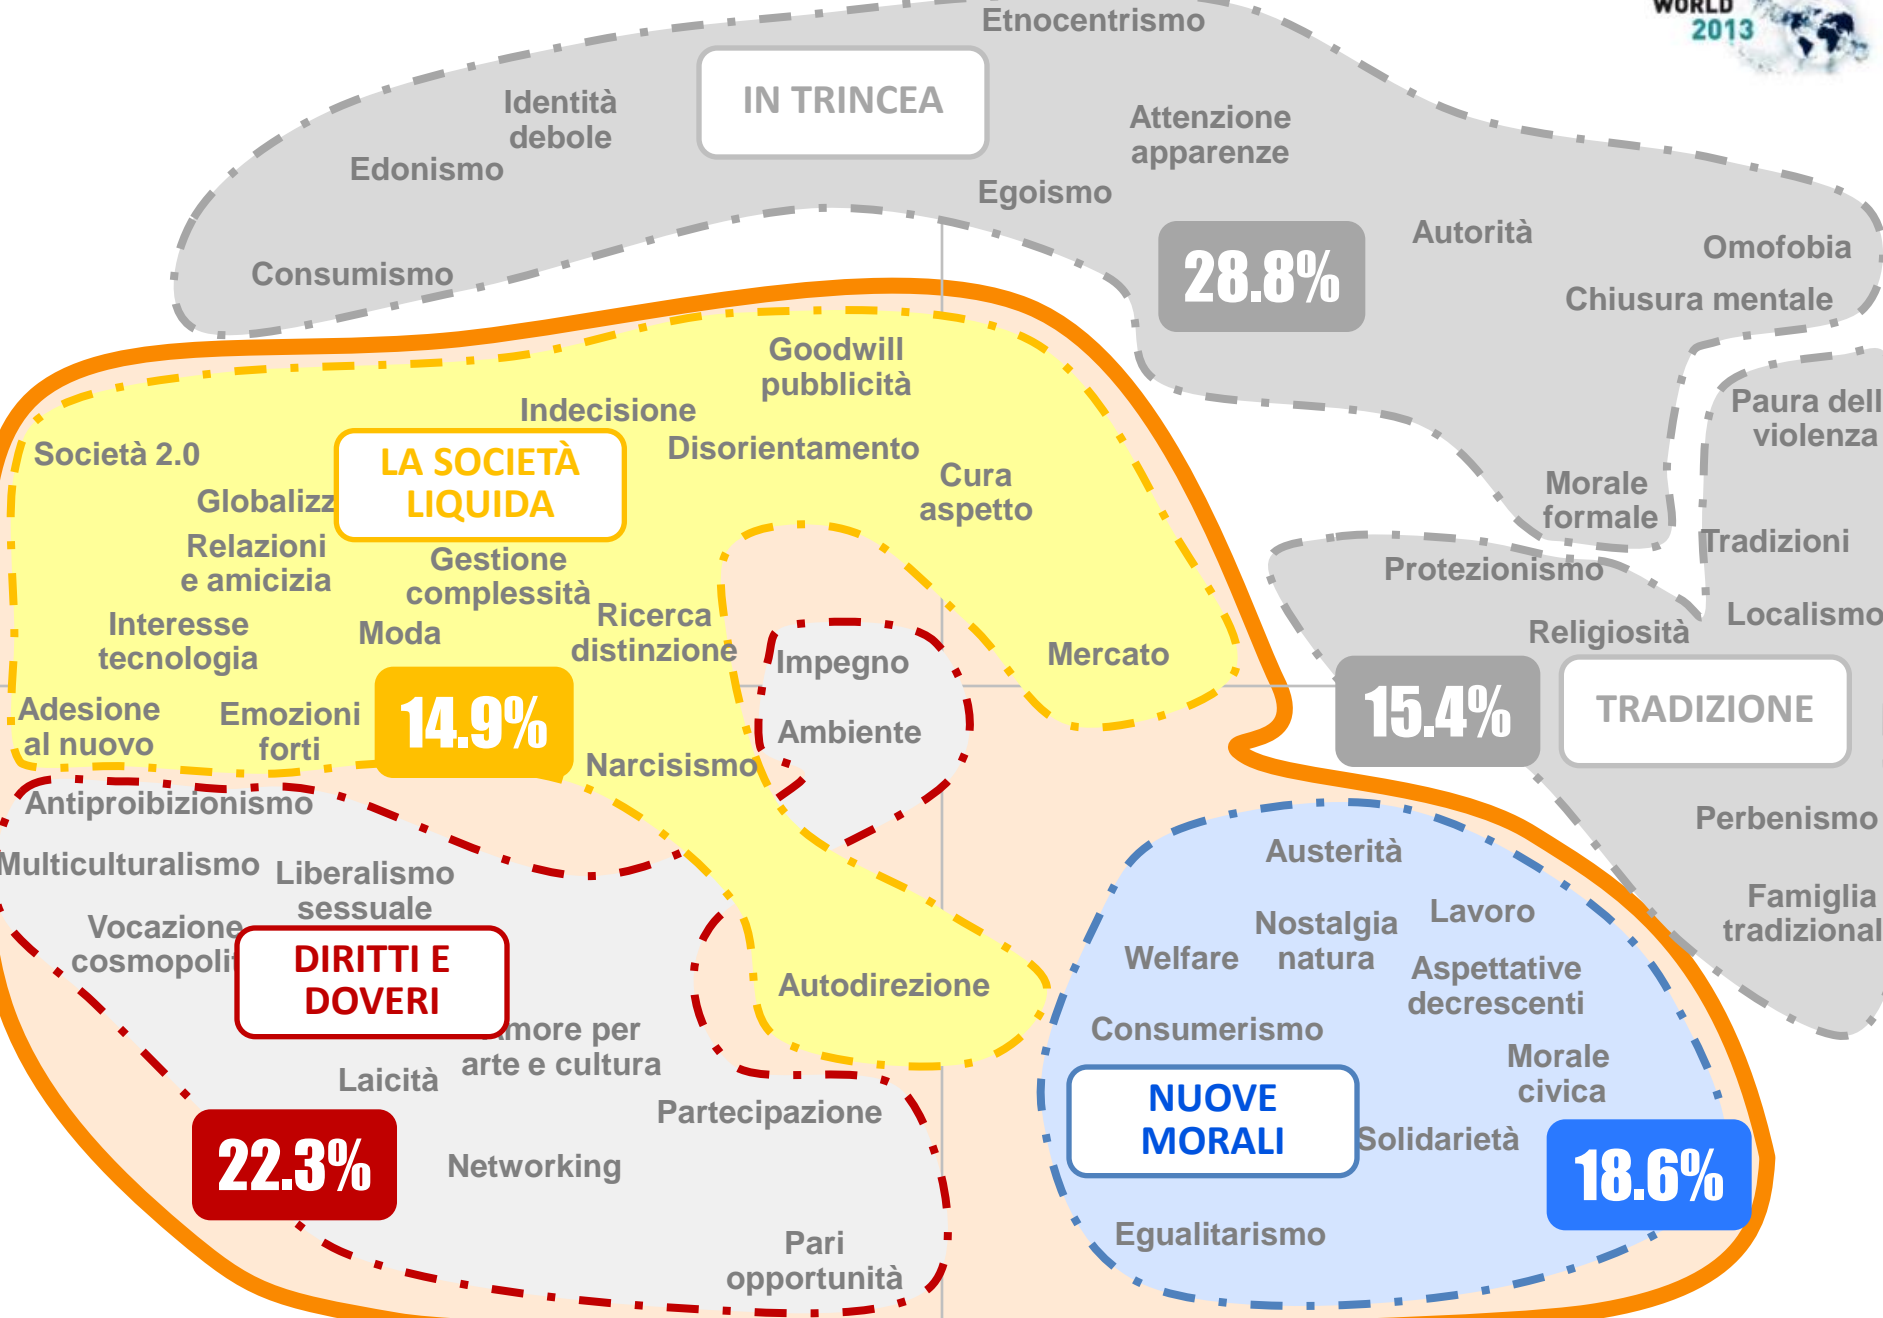 WORLD
2013
Etnocentrismo
IN TRINCEA
Identità
debole
Attenzione
apparenze
Edonismo
Egoismo
Autorità
Omofobia
28.8%
Consumismo
Chiusura mentale
Goodwill
pubblicità
Paura dell
violenza
Indecisione
Società 2.0
LA SOCIETÀ
LIQUIDA
Disorientamento
Cura
aspetto
Globalizz
Morale
formale
Relazioni
e amicizia
Gestione
complessità
Tradizioni
Protezionismo
Interesse
tecnologia
Moda
Ricerca
distinzione
Localismo
Religiosità
Impegno
Mercato
Adesione
al nuovo
Emozioni
forti
14.9%
15.4%
TRADIZIONE
Ambiente
Narcisismo
Antiproibizionismo
Perbenismo
Multiculturalismo
Liberalismo
sessuale
Austerità
Vocazione
cosmopolit
Nostalgia
natura
Lavoro
Famiglia
tradizional
DIRITTI E
DOVERI
Welfare
Aspettative
decrescenti
Autodirezione
more per
arte e cultura
Consumerismo
Laicità
Morale
civica
NUOVE
MORALI
Partecipazione
Solidarietà
22.3%
Networking
18.6%
Pari
opportunità
Egualitarismo